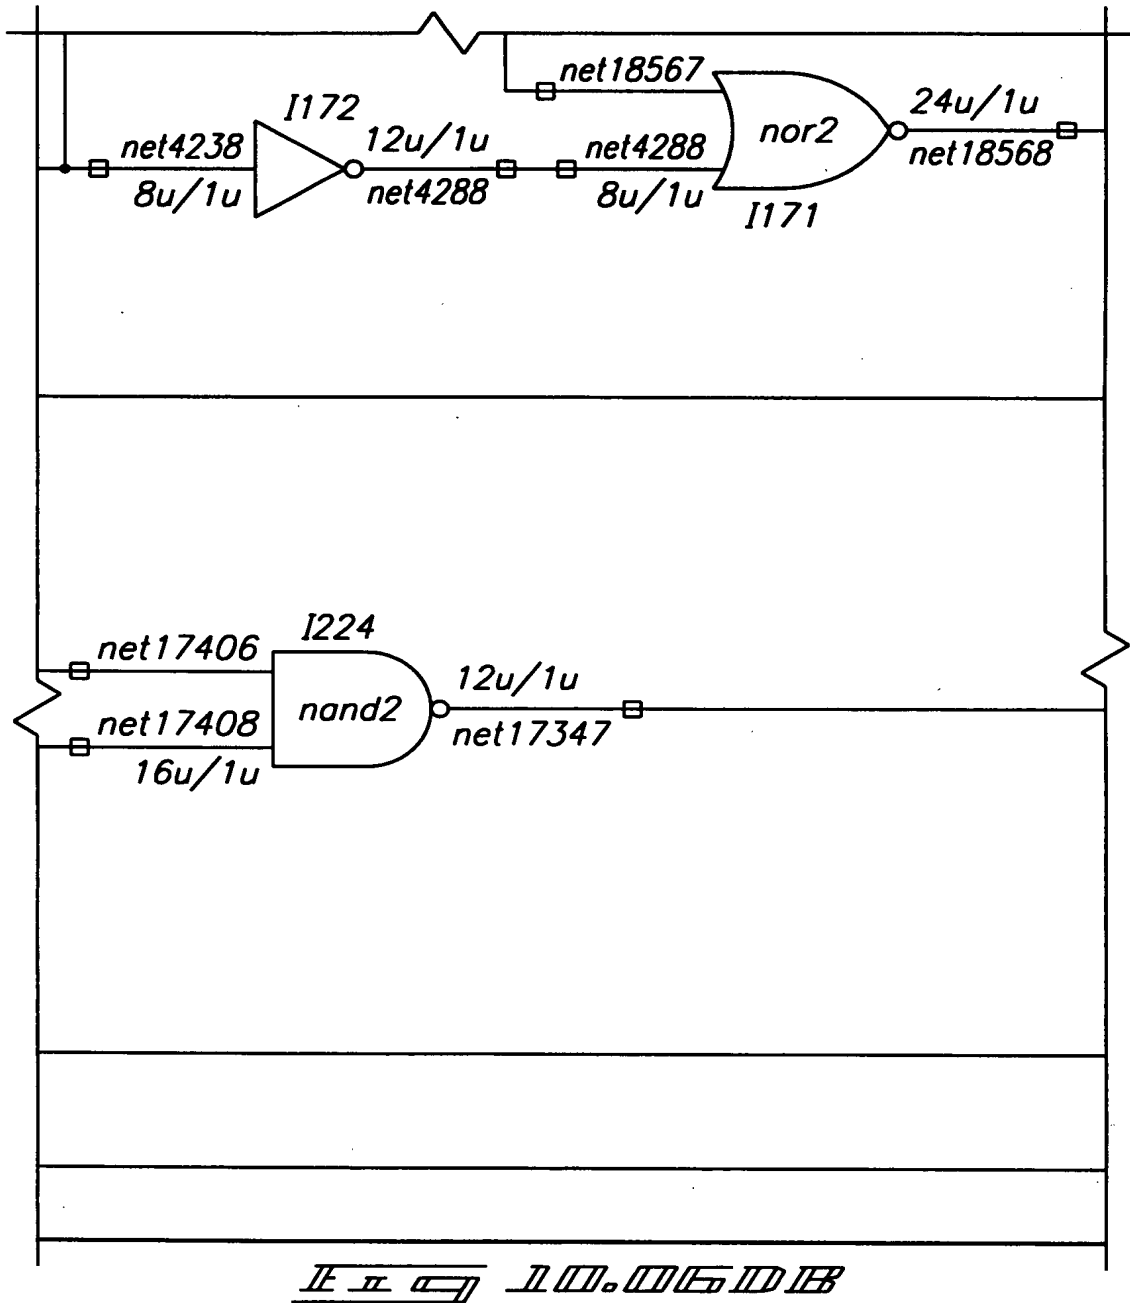 net18567
I172
24u/1u
12u/1u
nor2
net4238
net4288
net18568
8u/1u
net4288
8u/1u
I171
I224
net17406
12u/1u
nand2
net17408
net17347
16u/1u
Fig 10.06DB